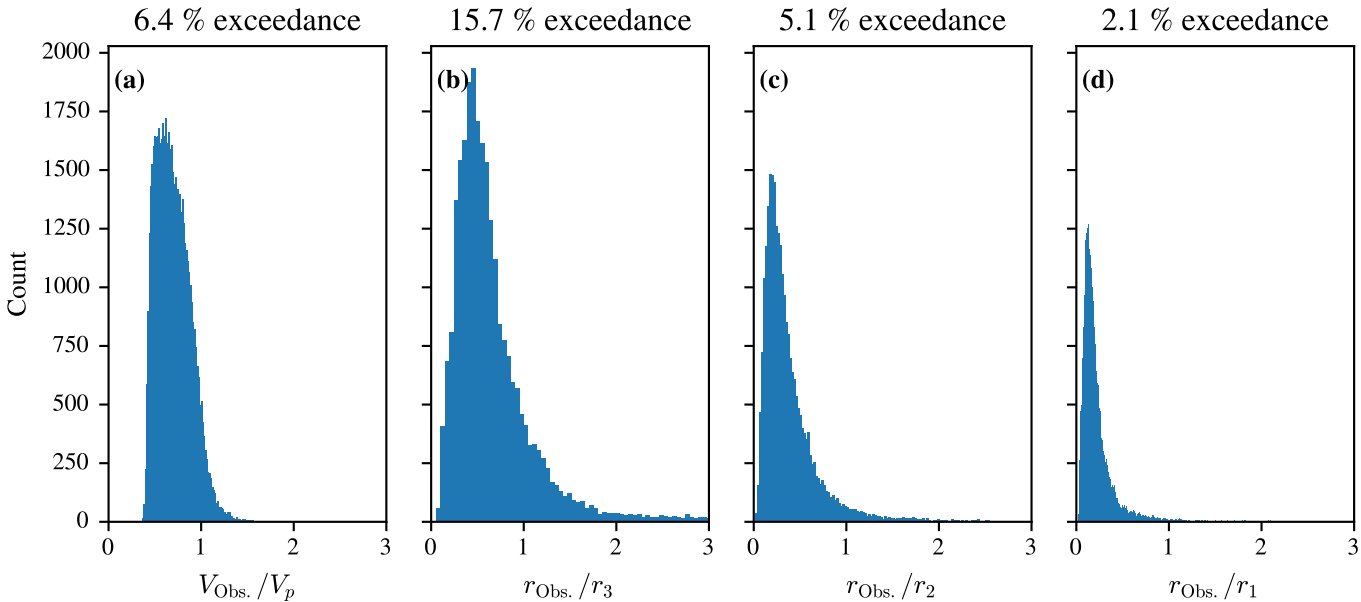 6.4 % exceedance 15.7 % exceedance 5.1 % exceedance 2.1 % exceedance
2000
(a) (b) (c) (d)
1750
1500
1250
Count
1000
750
500
250
0
0 1 2 3 0 1 2 3 0 1 2 3 0 1 2 3
V_Obs./V_p r_Obs./r_3 r_Obs./r_2 r_Obs./r_1